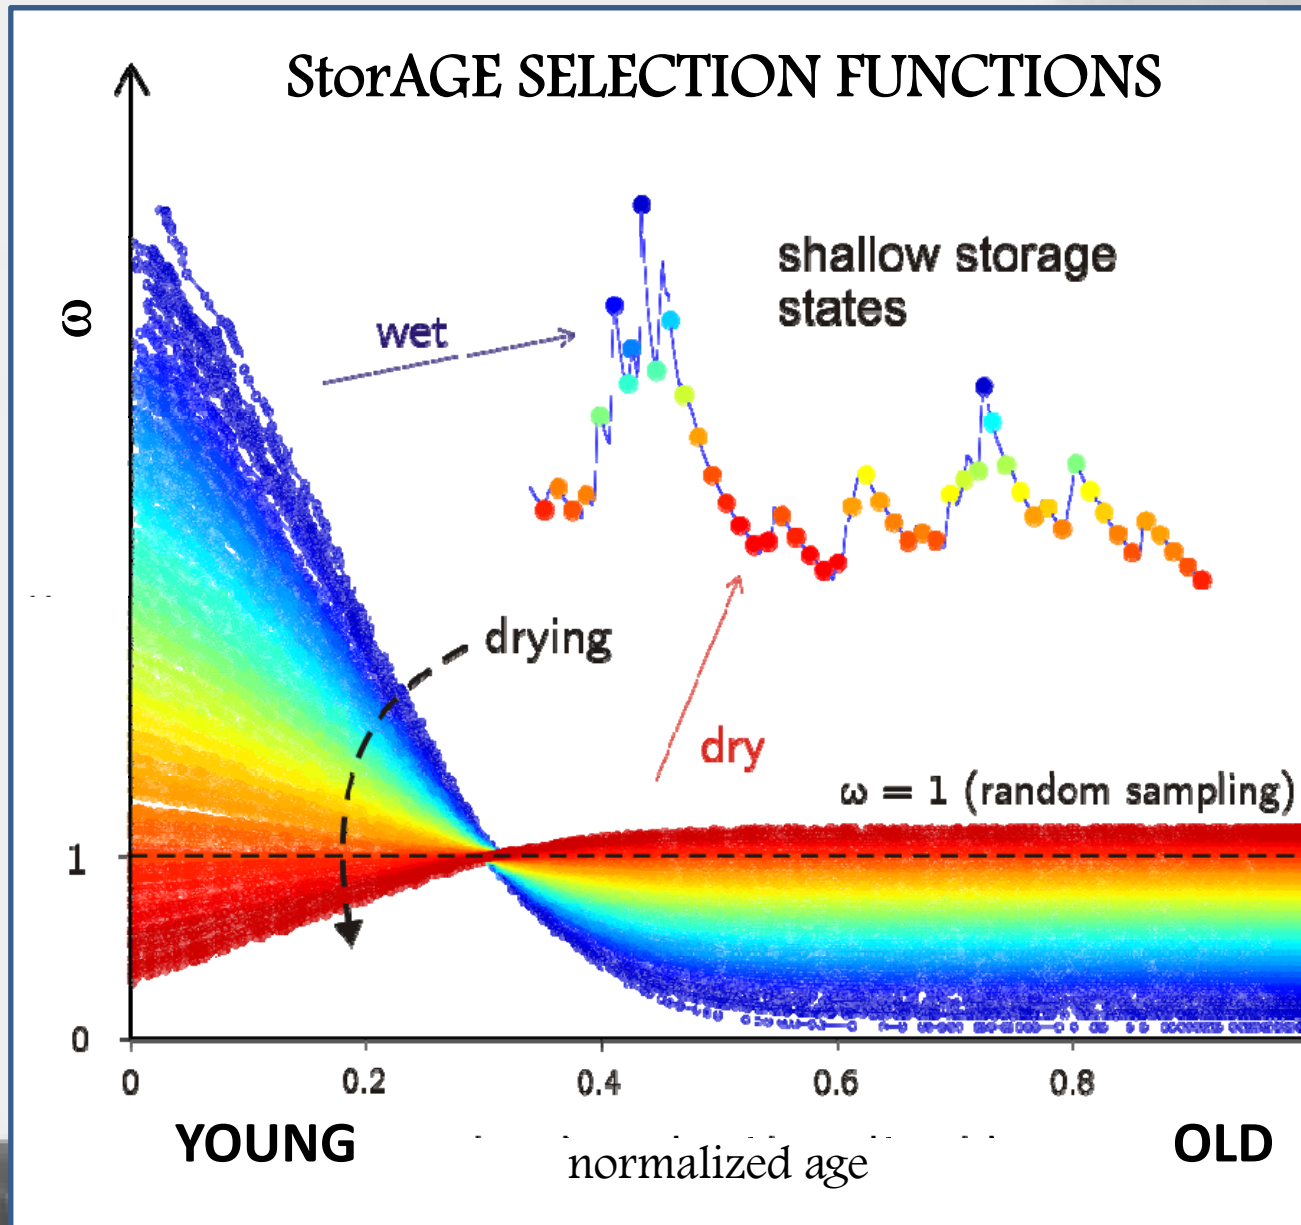 StorAGE SELECTION FUNCTIONS
ω
shallow storage
states
wet
drying
dry
ω = 1 (random sampling)
1
0
0 0.2 0.4 0.6 0.8
YOUNG OLD
normalized age